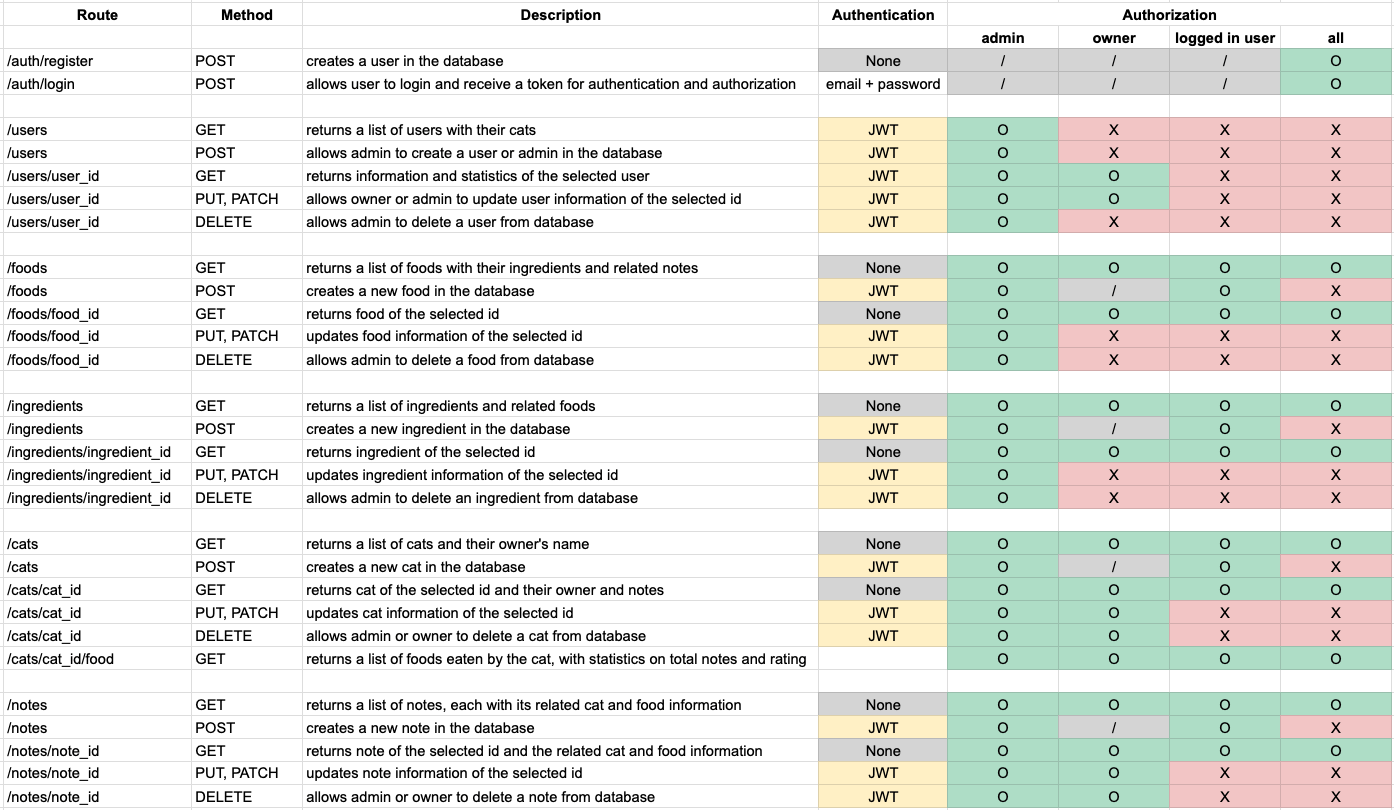 Route Method Description Authentication Authorization
admin owner logged in user all
/auth/register POST creates a user in the database None / / / O
/auth/login POST allows user to login and receive a token for authentication and authorization email + password / / / O
/users GET returns a list of users with their cats JWT O X X X
/users POST allows admin to create a user or admin in the database JWT O X X X
/users/user_id GET returns information and statistics of the selected user JWT O O X X
/users/user_id PUT, PATCH allows owner or admin to update user information of the selected id JWT O O X X
/users/user_id DELETE allows admin to delete a user from database JWT O X X X
/foods GET returns a list of foods with their ingredients and related notes None O O O O
/foods POST creates a new food in the database JWT O / O X
/foods/food_id GET returns food of the selected id None O O O O
/foods/food_id PUT, PATCH updates food information of the selected id JWT O X X X
/foods/food_id DELETE allows admin to delete a food from database JWT O X X X
/ingredients GET returns a list of ingredients and related foods None O O O O
/ingredients POST creates a new ingredient in the database JWT O / O X
/ingredients/ingredient_id GET returns ingredient of the selected id None O O O O
/ingredients/ingredient_id PUT, PATCH updates ingredient information of the selected id JWT O X X X
/ingredients/ingredient_id DELETE allows admin to delete an ingredient from database JWT O X X X
/cats GET returns a list of cats and their owner's name None O O O O
/cats POST creates a new cat in the database JWT O / O X
/cats/cat_id GET returns cat of the selected id and their owner and notes None O O O O
/cats/cat_id PUT, PATCH updates cat information of the selected id JWT O O X X
/cats/cat_id DELETE allows admin or owner to delete a cat from database JWT O O X X
/cats/cat_id/food GET returns a list of foods eaten by the cat, with statistics on total notes and rating O O O O
/notes GET returns a list of notes, each with its related cat and food information None O O O O
/notes POST creates a new note in the database JWT O / O X
/notes/note_id GET returns note of the selected id and the related cat and food information None O O O O
/notes/note_id PUT, PATCH updates note information of the selected id JWT O O X X
/notes/note_id DELETE allows admin or owner to delete a note from database JWT O O X X